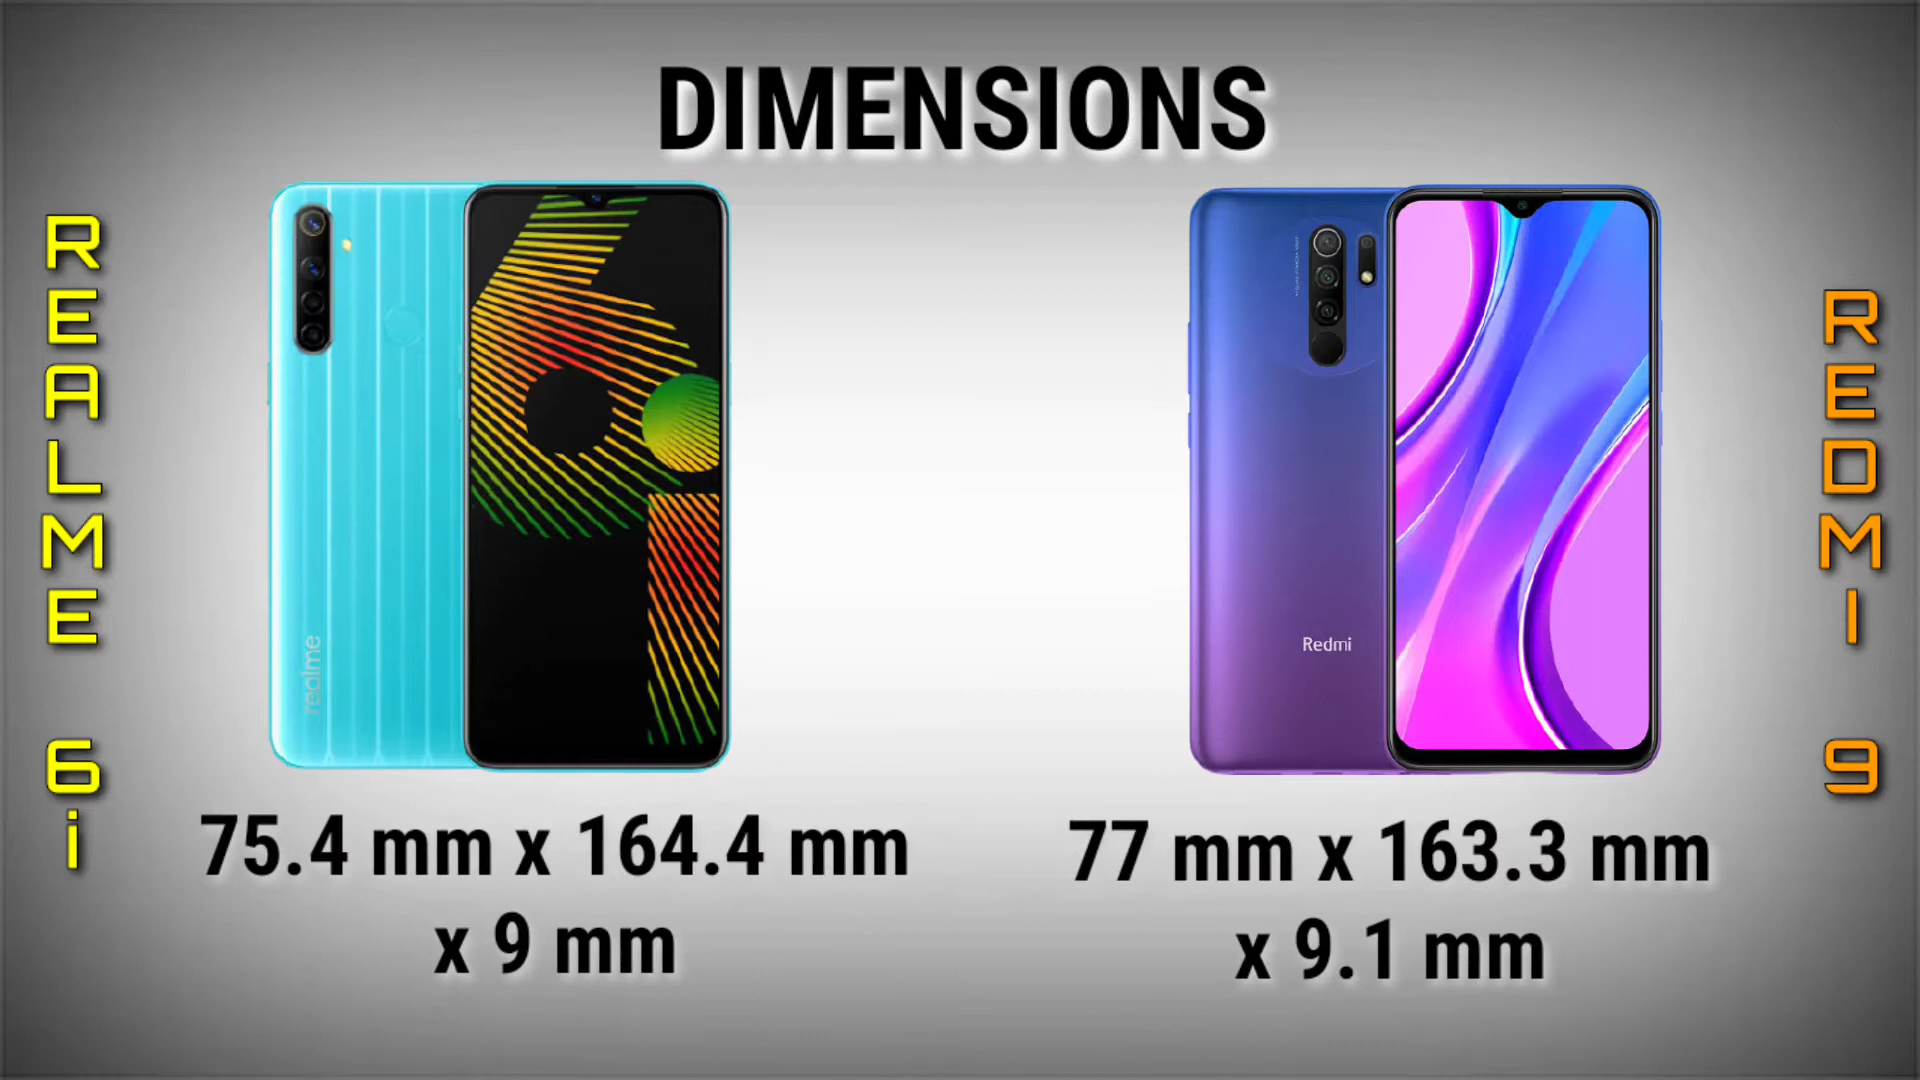 DIMENSIONS
REALME 6i
realme
75.4 mm x 164.4 mm
x 9 mm
Redmi
77 mm x 163.3 mm
x 9.1 mm
REDMI 9